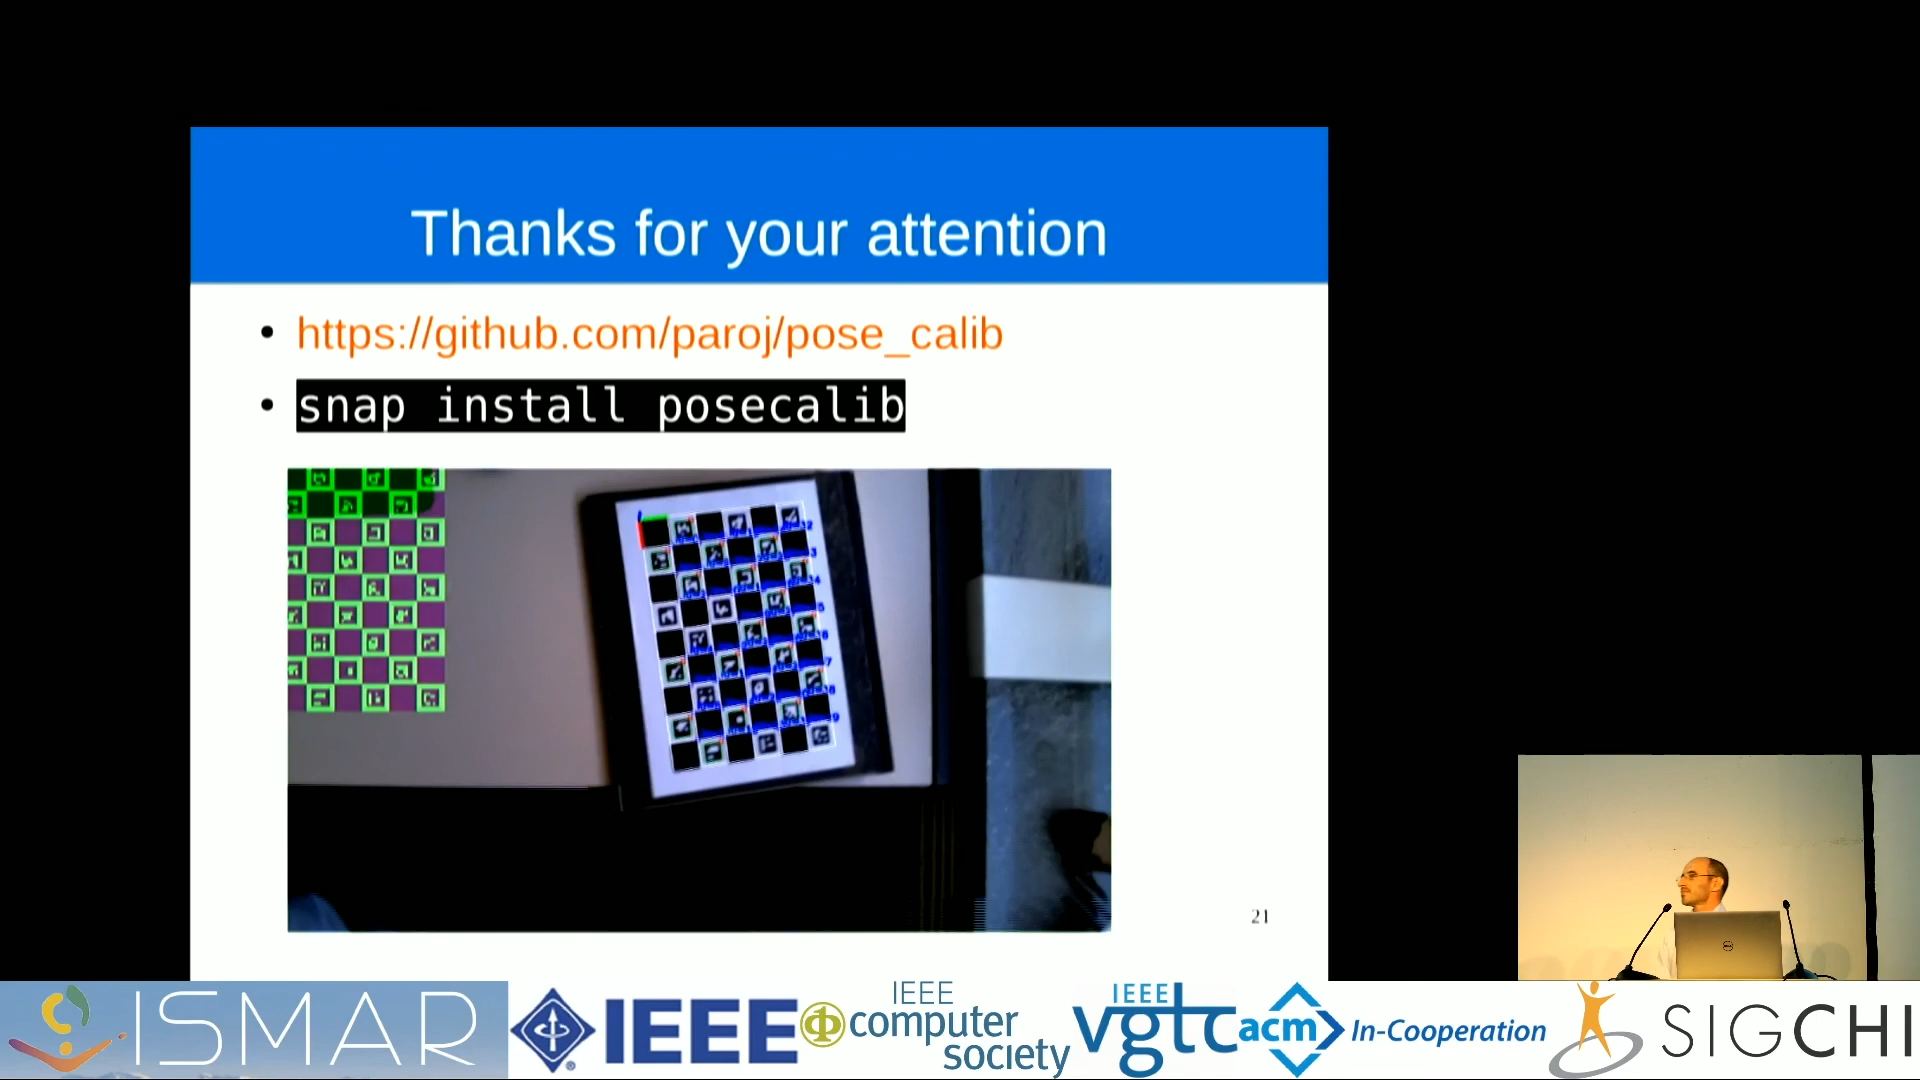 Thanks for your attention
https://github.com/paroj/pose_calib
snap install posecalib
21
ISMAR
IEEE
IEEE
computer
society
IEEE
vgtc
acm In-Cooperation
SIGCHI